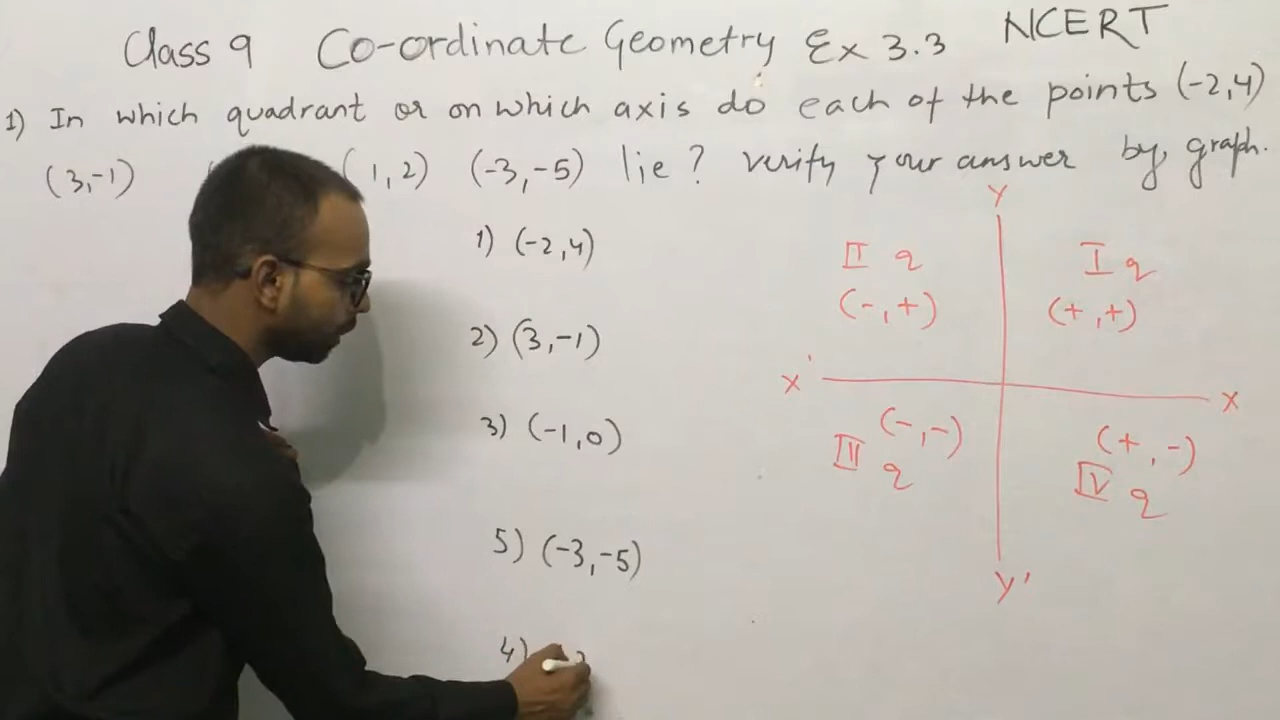 Class 9 Co-ordinate Geometry Ex 3.3 NCERT
1) In which quadrant or on which axis do each of the points (-2,4)
(3,-1) ( 1,2) (-3,-5) lie? verify your answer by graph.
1) (-2,4)
2) (3,-1)
3) (-1,0)
5) (-3,-5)
4)
Y
II q
(-,+)
I q
(+,+)
X'
X
(-,-)
III q
(+,-)
IV q
Y'